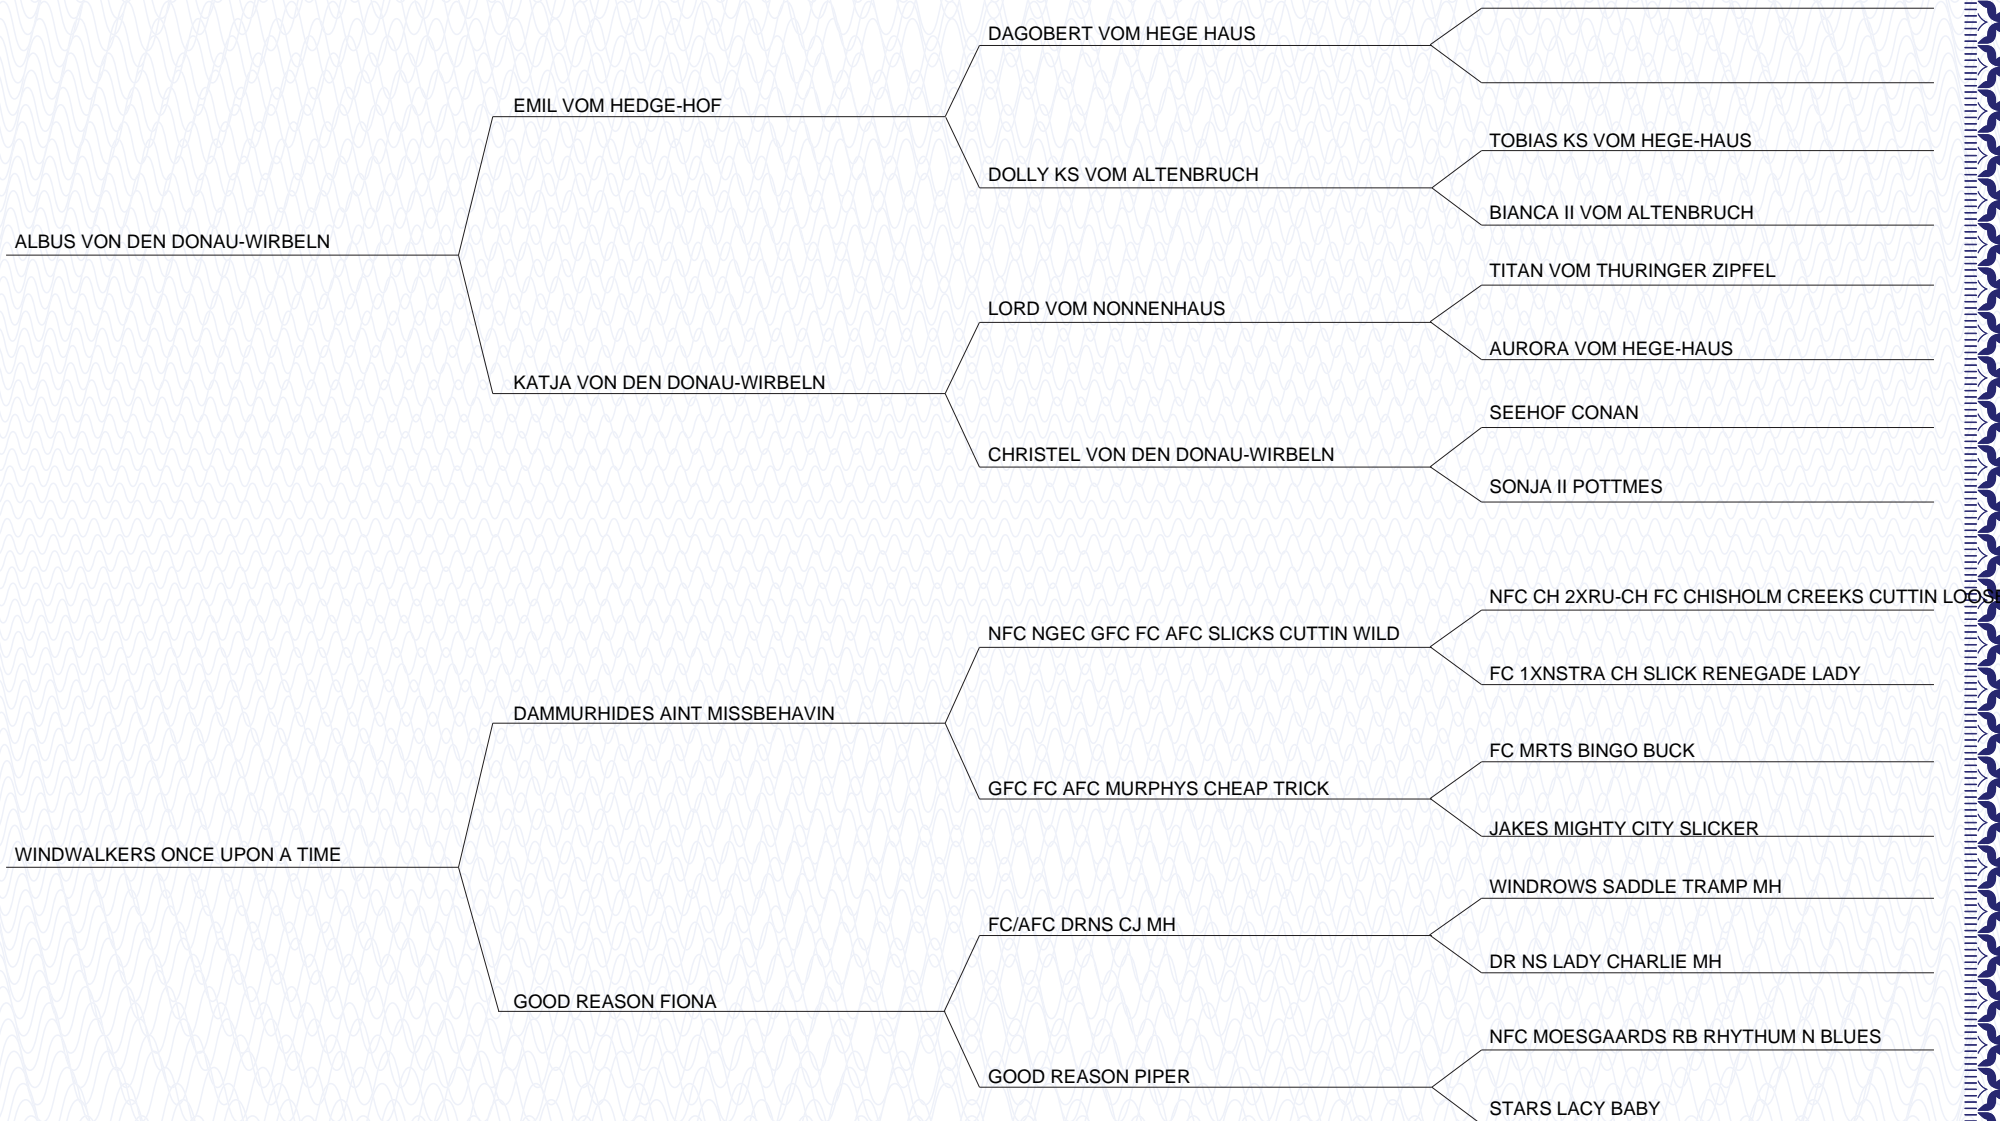 DAGOBERT VOM HEGE HAUS
EMIL VOM HEDGE-HOF
TOBIAS KS VOM HEGE-HAUS
DOLLY KS VOM ALTENBRUCH
BIANCA II VOM ALTENBRUCH
ALBUS VON DEN DONAU-WIRBELN
TITAN VOM THURINGER ZIPFEL
LORD VOM NONNENHAUS
AURORA VOM HEGE-HAUS
KATJA VON DEN DONAU-WIRBELN
SEEHOF CONAN
CHRISTEL VON DEN DONAU-WIRBELN
SONJA II POTTMES
NFC CH 2XRU-CH FC CHISHOLM CREEKS CUTTIN LOOSE
NFC NGEC GFC FC AFC SLICKS CUTTIN WILD
FC 1XNSTRA CH SLICK RENEGADE LADY
DAMMURHIDES AINT MISSBEHAVIN
FC MRTS BINGO BUCK
GFC FC AFC MURPHYS CHEAP TRICK
JAKES MIGHTY CITY SLICKER
WINDWALKERS ONCE UPON A TIME
WINDROWS SADDLE TRAMP MH
FC/AFC DRNS CJ MH
DR NS LADY CHARLIE MH
GOOD REASON FIONA
NFC MOESGAARDS RB RHYTHUM N BLUES
GOOD REASON PIPER
STARS LACY BABY